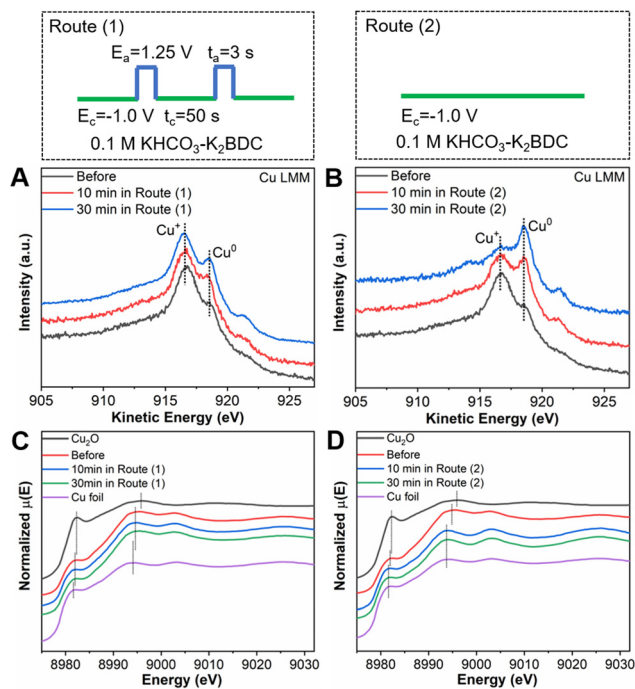 Route (1)
Eₐ=1.25 V tₐ=3 s
E꜀=-1.0 V t꜀=50 s
0.1 M KHCO₃-K₂BDC
Route (2)
E꜀=-1.0 V
0.1 M KHCO₃-K₂BDC
A
Before
10 min in Route (1)
30 min in Route (1)
Cu LMM
Cu⁺
Cu⁰
Intensity (a.u.)
905 910 915 920 925
Kinetic Energy (eV)
B
Before
10 min in Route (2)
30 min in Route (2)
Cu LMM
Cu⁺
Cu⁰
Intensity (a.u.)
905 910 915 920 925
Kinetic Energy (eV)
C
Cu₂O
Before
10min in Route (1)
30min in Route (1)
Cu foil
Normalized μ(E)
8980 8990 9000 9010 9020 9030
Energy (eV)
D
Cu₂O
Before
10 min in Route (2)
30 min in Route (2)
Cu foil
Normalized μ(E)
8980 8990 9000 9010 9020 9030
Energy (eV)